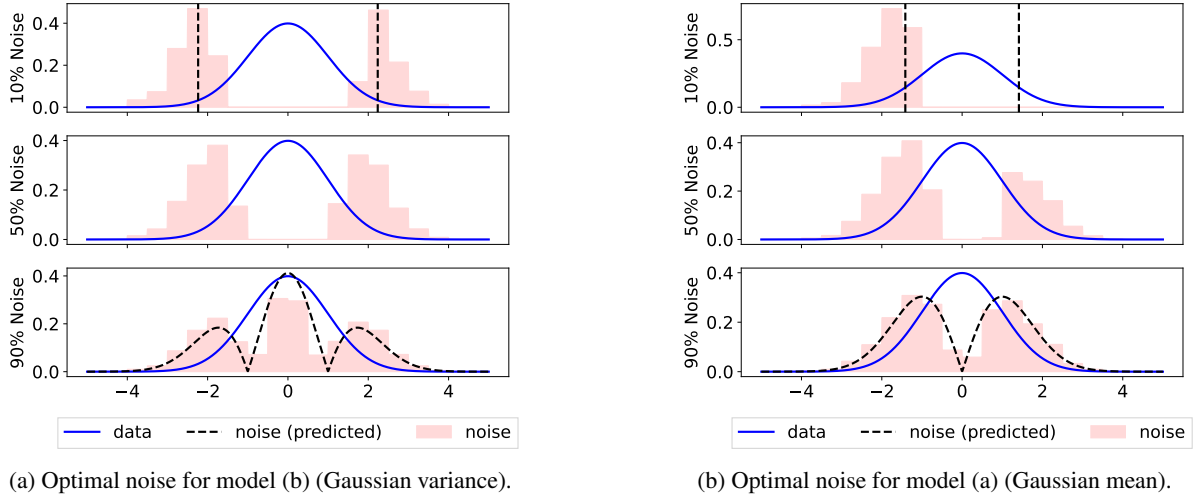 10% Noise
0.4
0.2
0.0
50% Noise
0.4
0.2
0.0
90% Noise
0.4
0.2
0.0
−4 −2 0 2 4
data noise (predicted) noise
(a) Optimal noise for model (b) (Gaussian variance).
10% Noise
0.5
0.0
50% Noise
0.4
0.2
0.0
90% Noise
0.4
0.2
0.0
−4 −2 0 2 4
data noise (predicted) noise
(b) Optimal noise for model (a) (Gaussian mean).